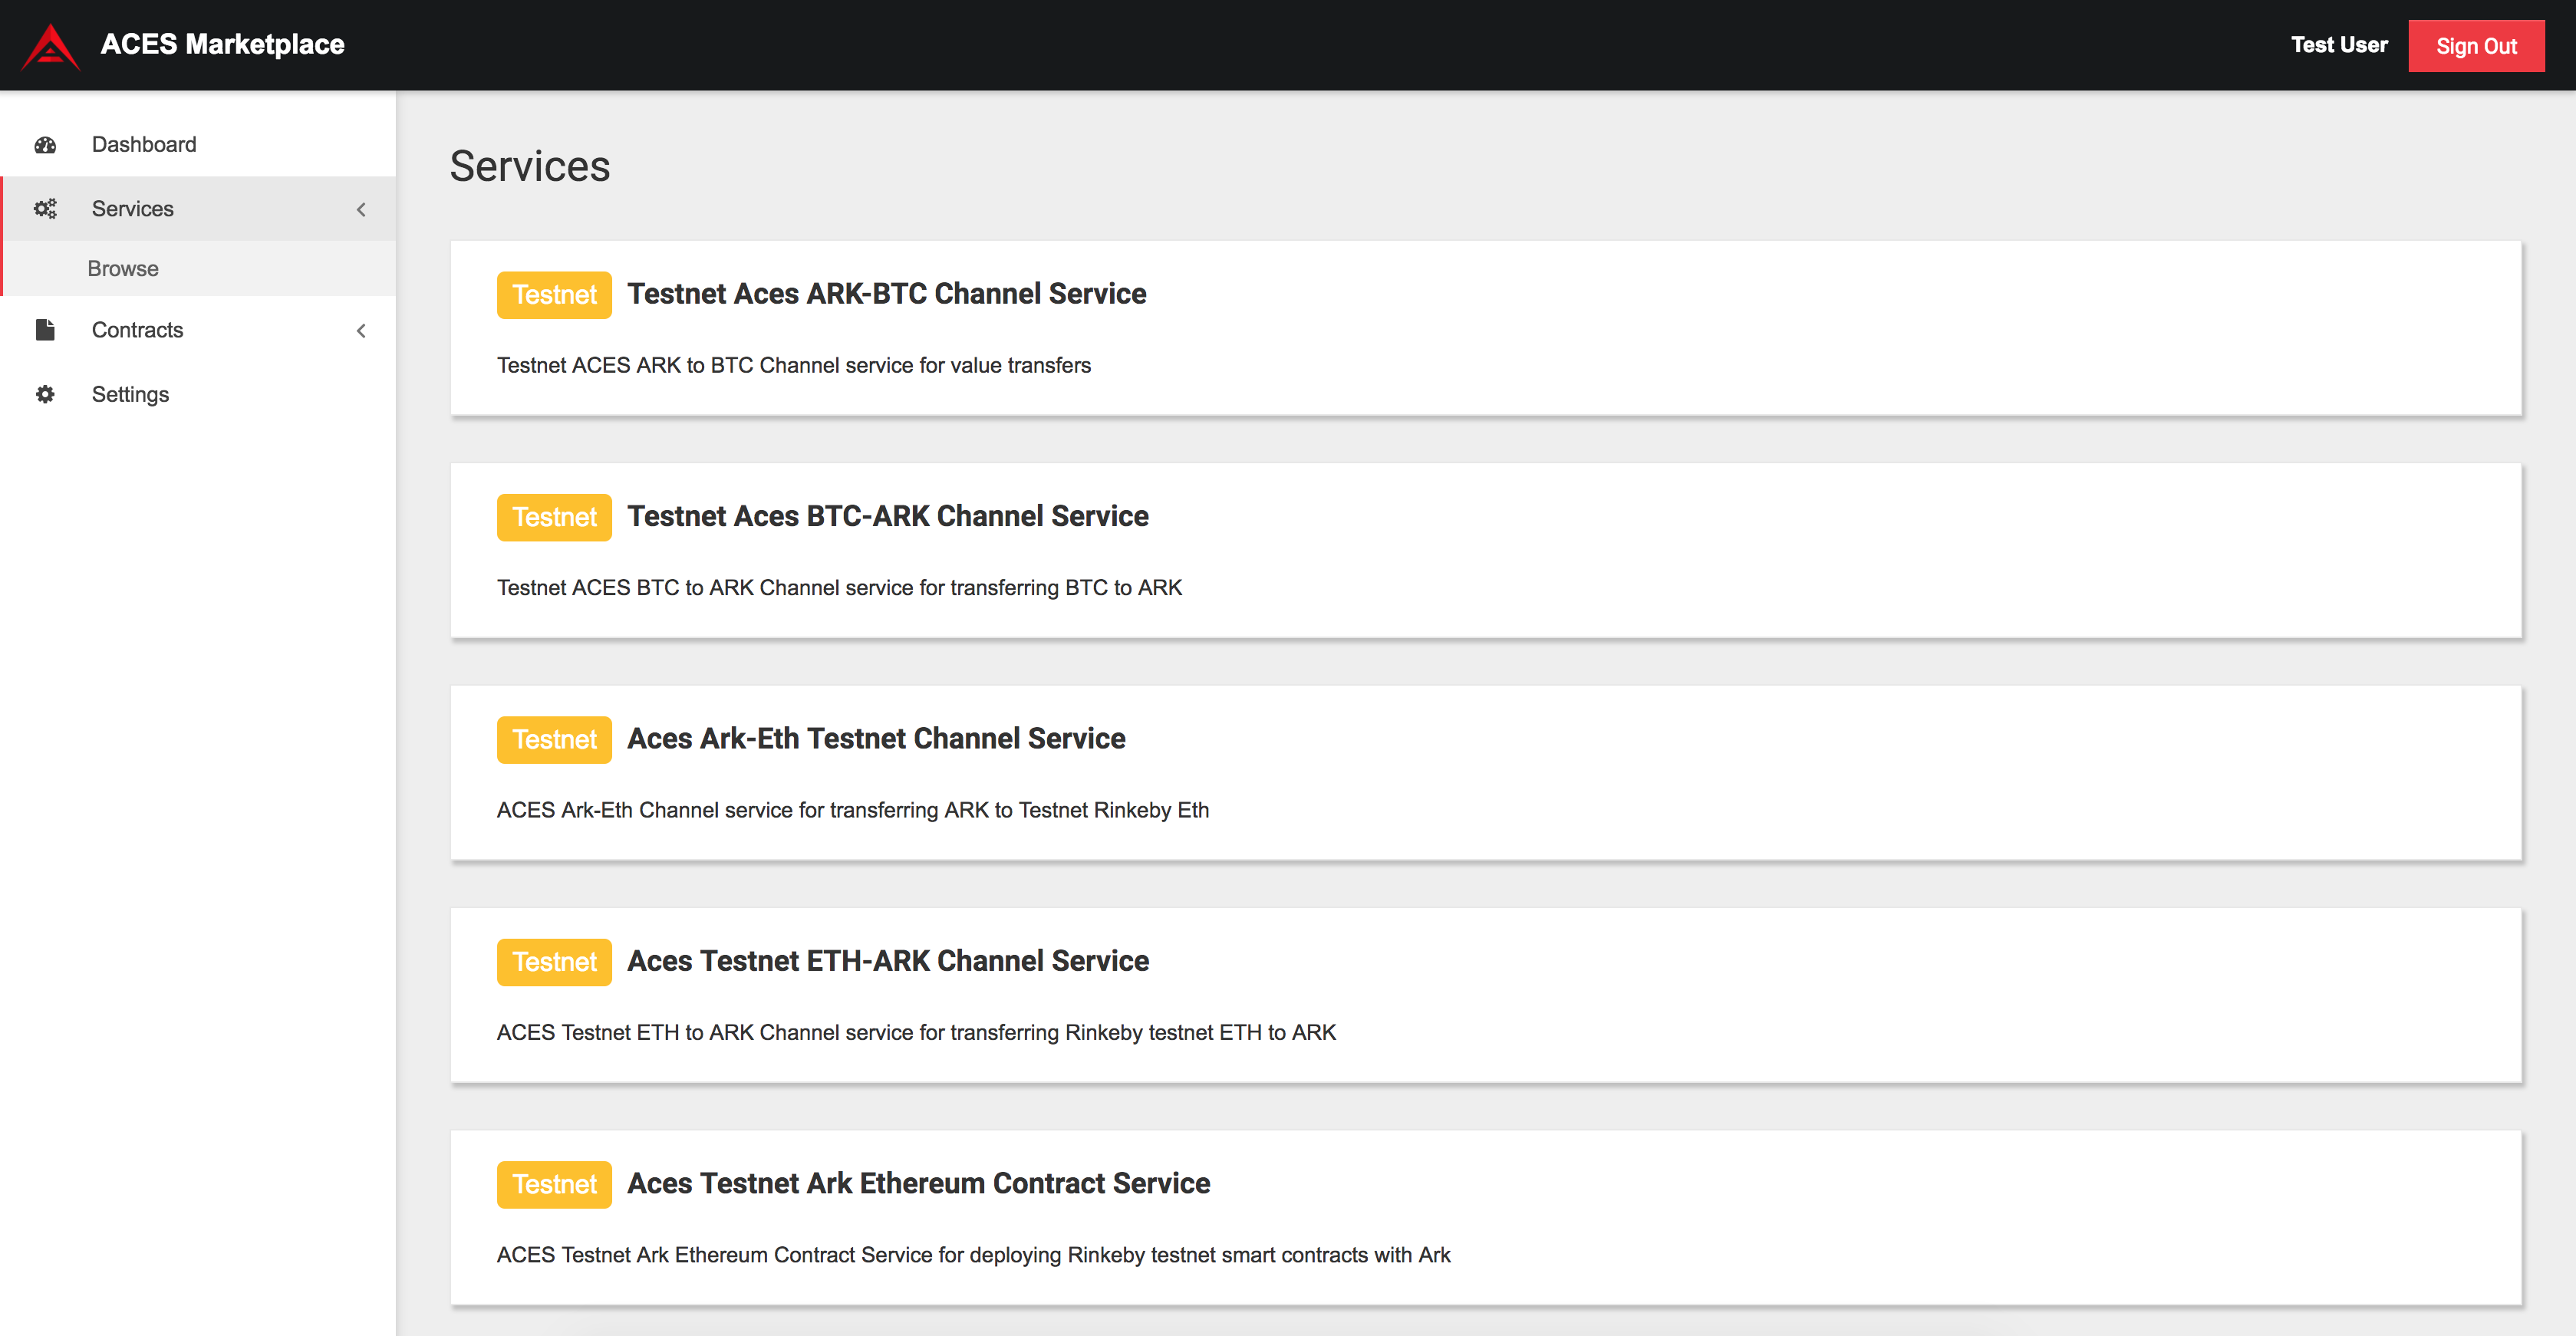 ACES Marketplace
Test User
Sign Out
Dashboard
Services
Browse
Contracts
Settings
Services
Testnet Testnet Aces ARK-BTC Channel Service
Testnet ACES ARK to BTC Channel service for value transfers
Testnet Testnet Aces BTC-ARK Channel Service
Testnet ACES BTC to ARK Channel service for transferring BTC to ARK
Testnet Aces Ark-Eth Testnet Channel Service
ACES Ark-Eth Channel service for transferring ARK to Testnet Rinkeby Eth
Testnet Aces Testnet ETH-ARK Channel Service
ACES Testnet ETH to ARK Channel service for transferring Rinkeby testnet ETH to ARK
Testnet Aces Testnet Ark Ethereum Contract Service
ACES Testnet Ark Ethereum Contract Service for deploying Rinkeby testnet smart contracts with Ark